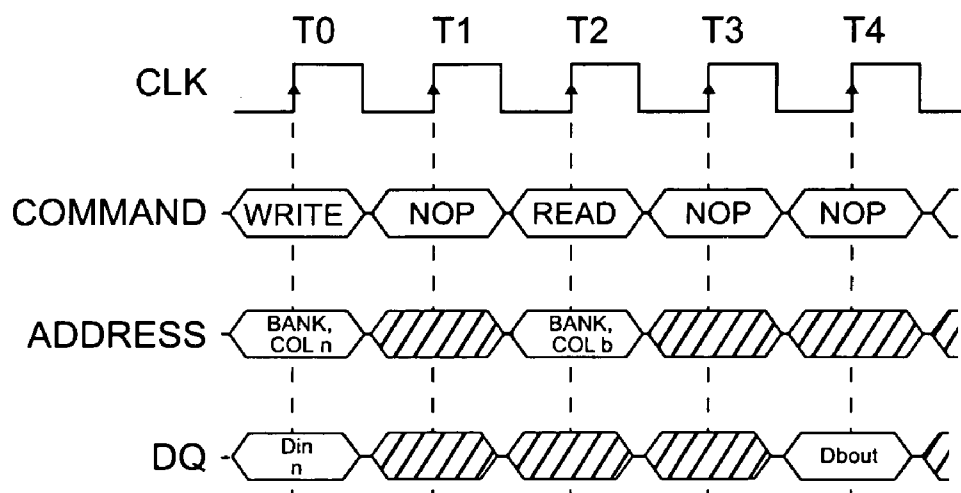 T0 T1 T2 T3 T4
CLK
COMMAND WRITE NOP READ NOP NOP
ADDRESS BANK, COL n BANK, COL b
DQ Din n Dbout